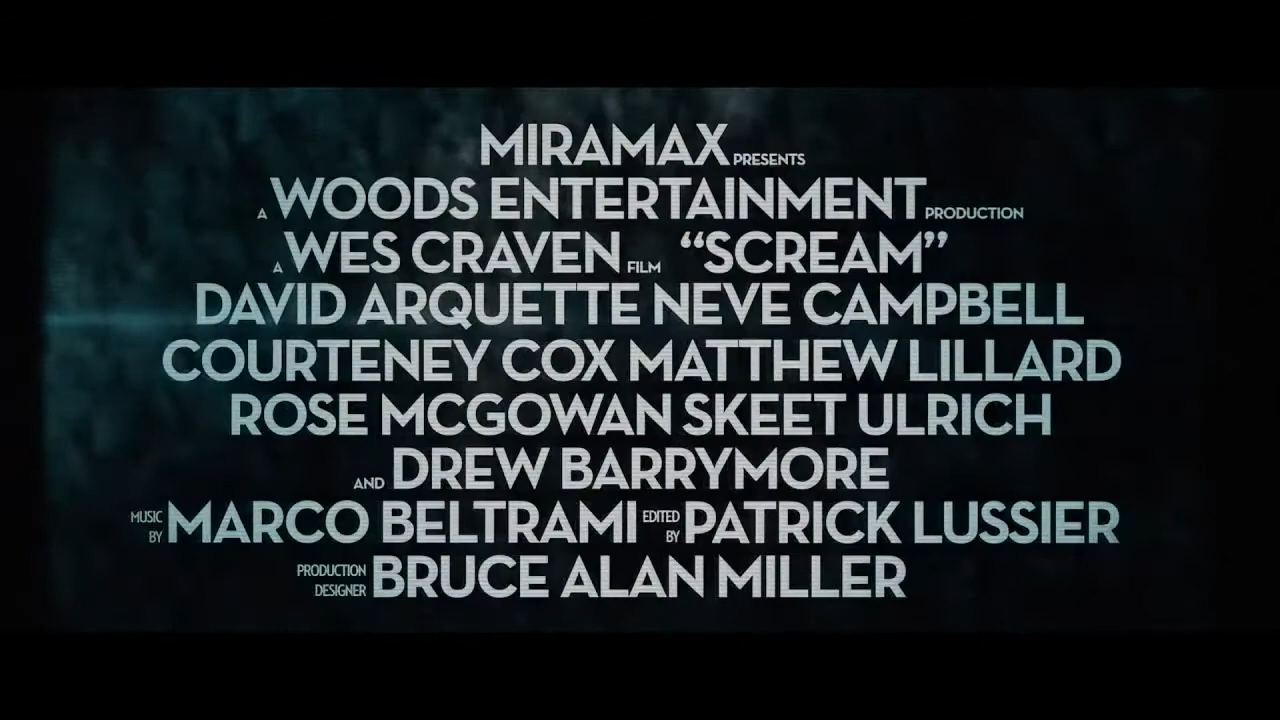 MIRAMAX PRESENTS
A WOODS ENTERTAINMENT PRODUCTION
A WES CRAVEN FILM “SCREAM”
DAVID ARQUETTE NEVE CAMPBELL
COURTENEY COX MATTHEW LILLARD
ROSE MCGOWAN SKEET ULRICH
AND DREW BARRYMORE
MUSIC BY MARCO BELTRAMI EDITED BY PATRICK LUSSIER
PRODUCTION DESIGNER BRUCE ALAN MILLER